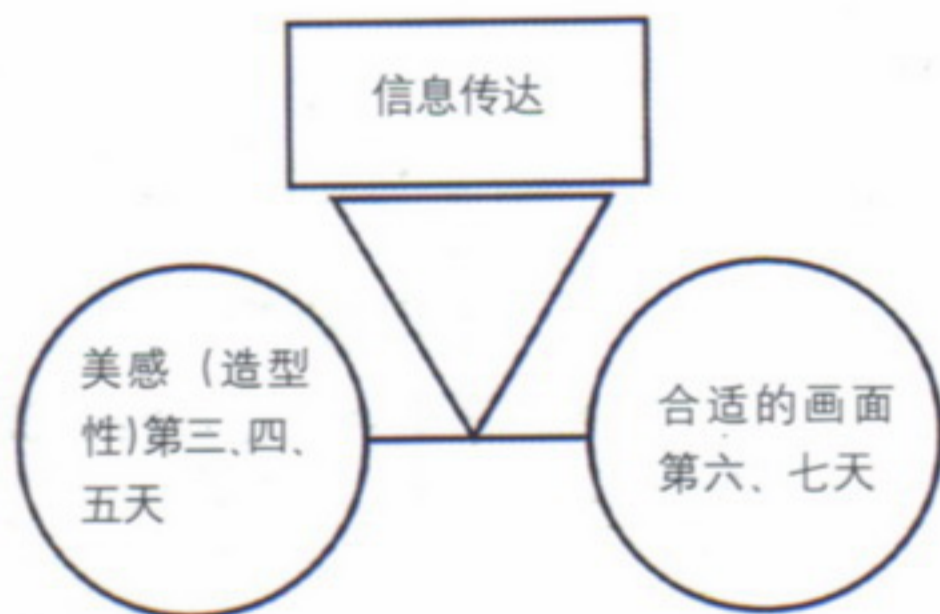 信息传达
美感（造型
性)第三、四、
五天
合适的画面
第六、七天